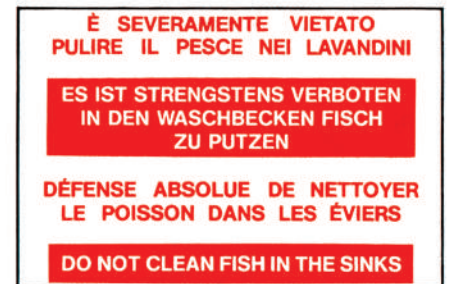 È SEVERAMENTE VIETATO
PULIRE IL PESCE NEI LAVANDINI
ES IST STRENGSTENS VERBOTEN
IN DEN WASCHBECKEN FISCH
ZU PUTZEN
DÉFENSE ABSOLUE DE NETTOYER
LE POISSON DANS LES ÉVIERS
DO NOT CLEAN FISH IN THE SINKS